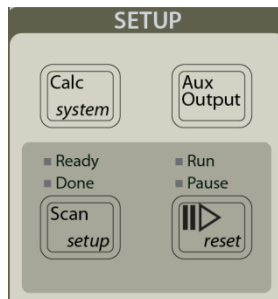 SETUP
Calc
system
Aux
Output
Ready
Done
Run
Pause
Scan
setup
reset